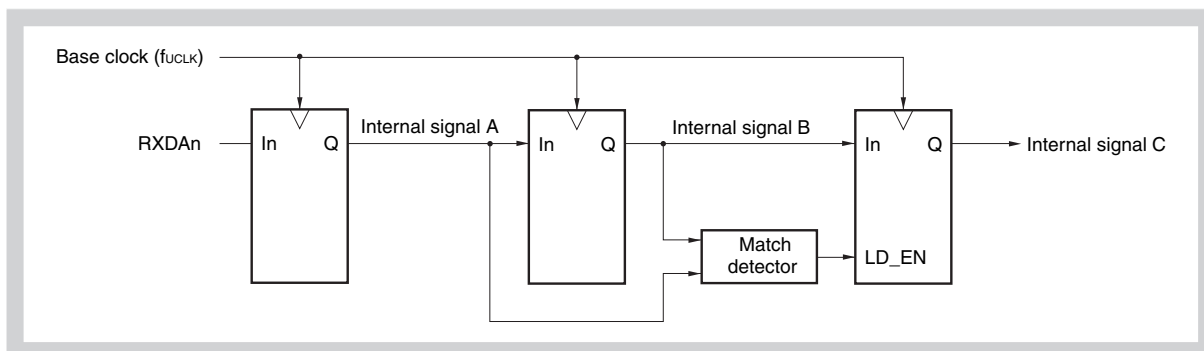 Base clock (fUCLK)
RXDAn
In
Q
Internal signal A
In
Q
Internal signal B
In
Q
Internal signal C
Match
detector
LD_EN